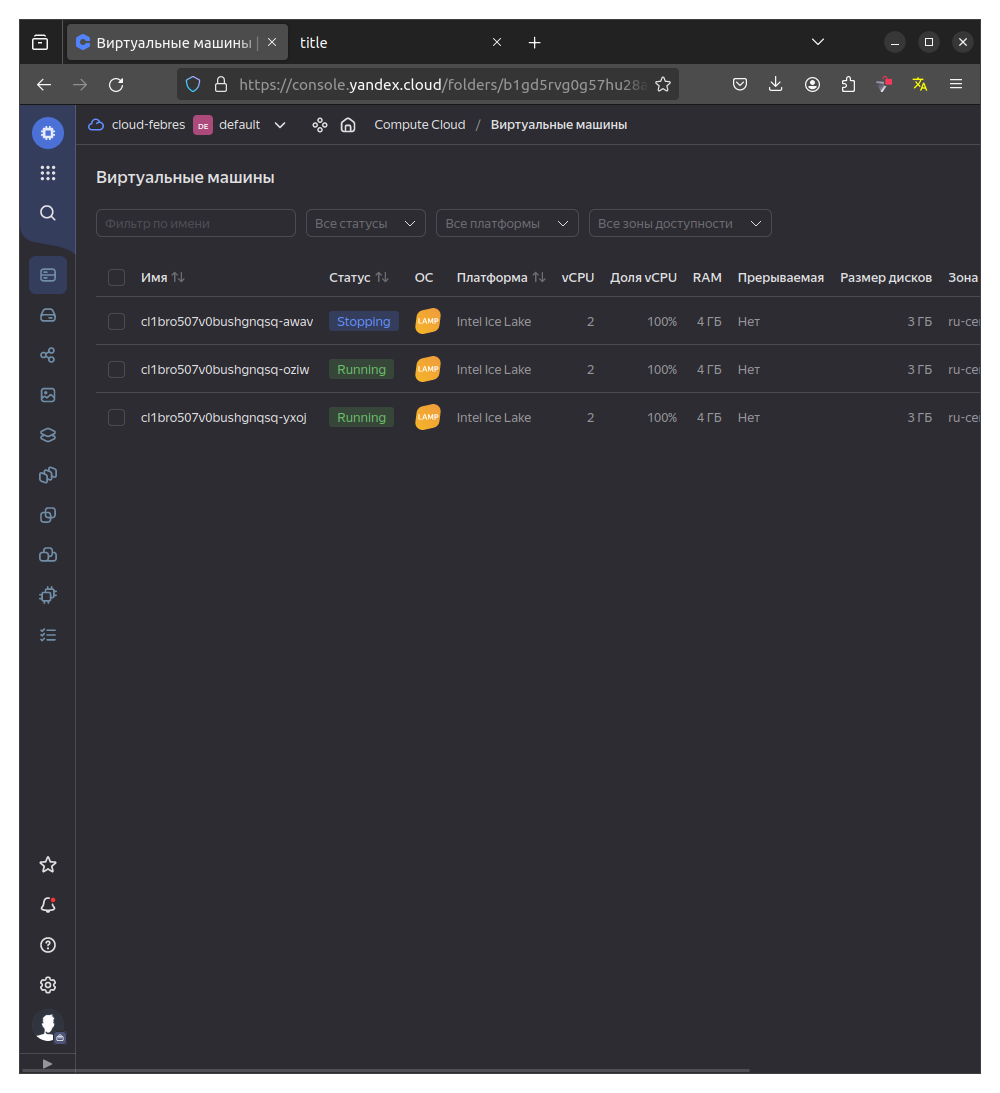 Виртуальные машины |
title
https://console.yandex.cloud/folders/b1gd5rvg0g57hu28a
cloud-febres DE default Compute Cloud / Виртуальные машины
Виртуальные машины
Фильтр по имени Все статусы Все платформы Все зоны доступности
Имя Статус ОС Платформа vCPU Доля vCPU RAM Прерываемая Размер дисков Зона
cl1bro507v0bushgnqsq-awav Stopping LAMP Intel Ice Lake 2 100% 4 ГБ Нет 3 ГБ ru-cen
cl1bro507v0bushgnqsq-oziw Running LAMP Intel Ice Lake 2 100% 4 ГБ Нет 3 ГБ ru-cen
cl1bro507v0bushgnqsq-yxoj Running LAMP Intel Ice Lake 2 100% 4 ГБ Нет 3 ГБ ru-cen